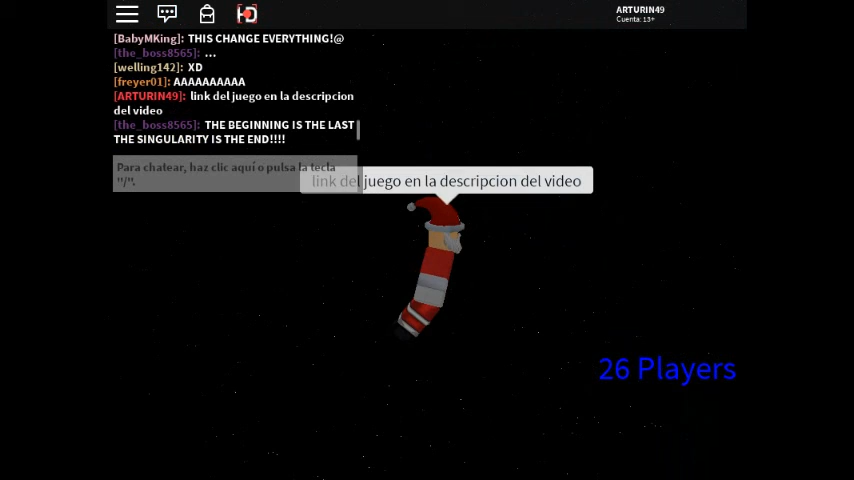 ARTURIN49
Cuenta: 13+
[BabyMKing]: THIS CHANGE EVERYTHING!@
[the_boss8565]: ...
[welling142]: XD
[freyer01]: AAAAAAAAAA
[ARTURIN49]: link del juego en la descripcion
del video
[the_boss8565]: THE BEGINNING IS THE LAST
THE SINGULARITY IS THE END!!!!
Para chatear, haz clic aquí o pulsa la tecla
"/".
link del juego en la descripcion del video
26 Players